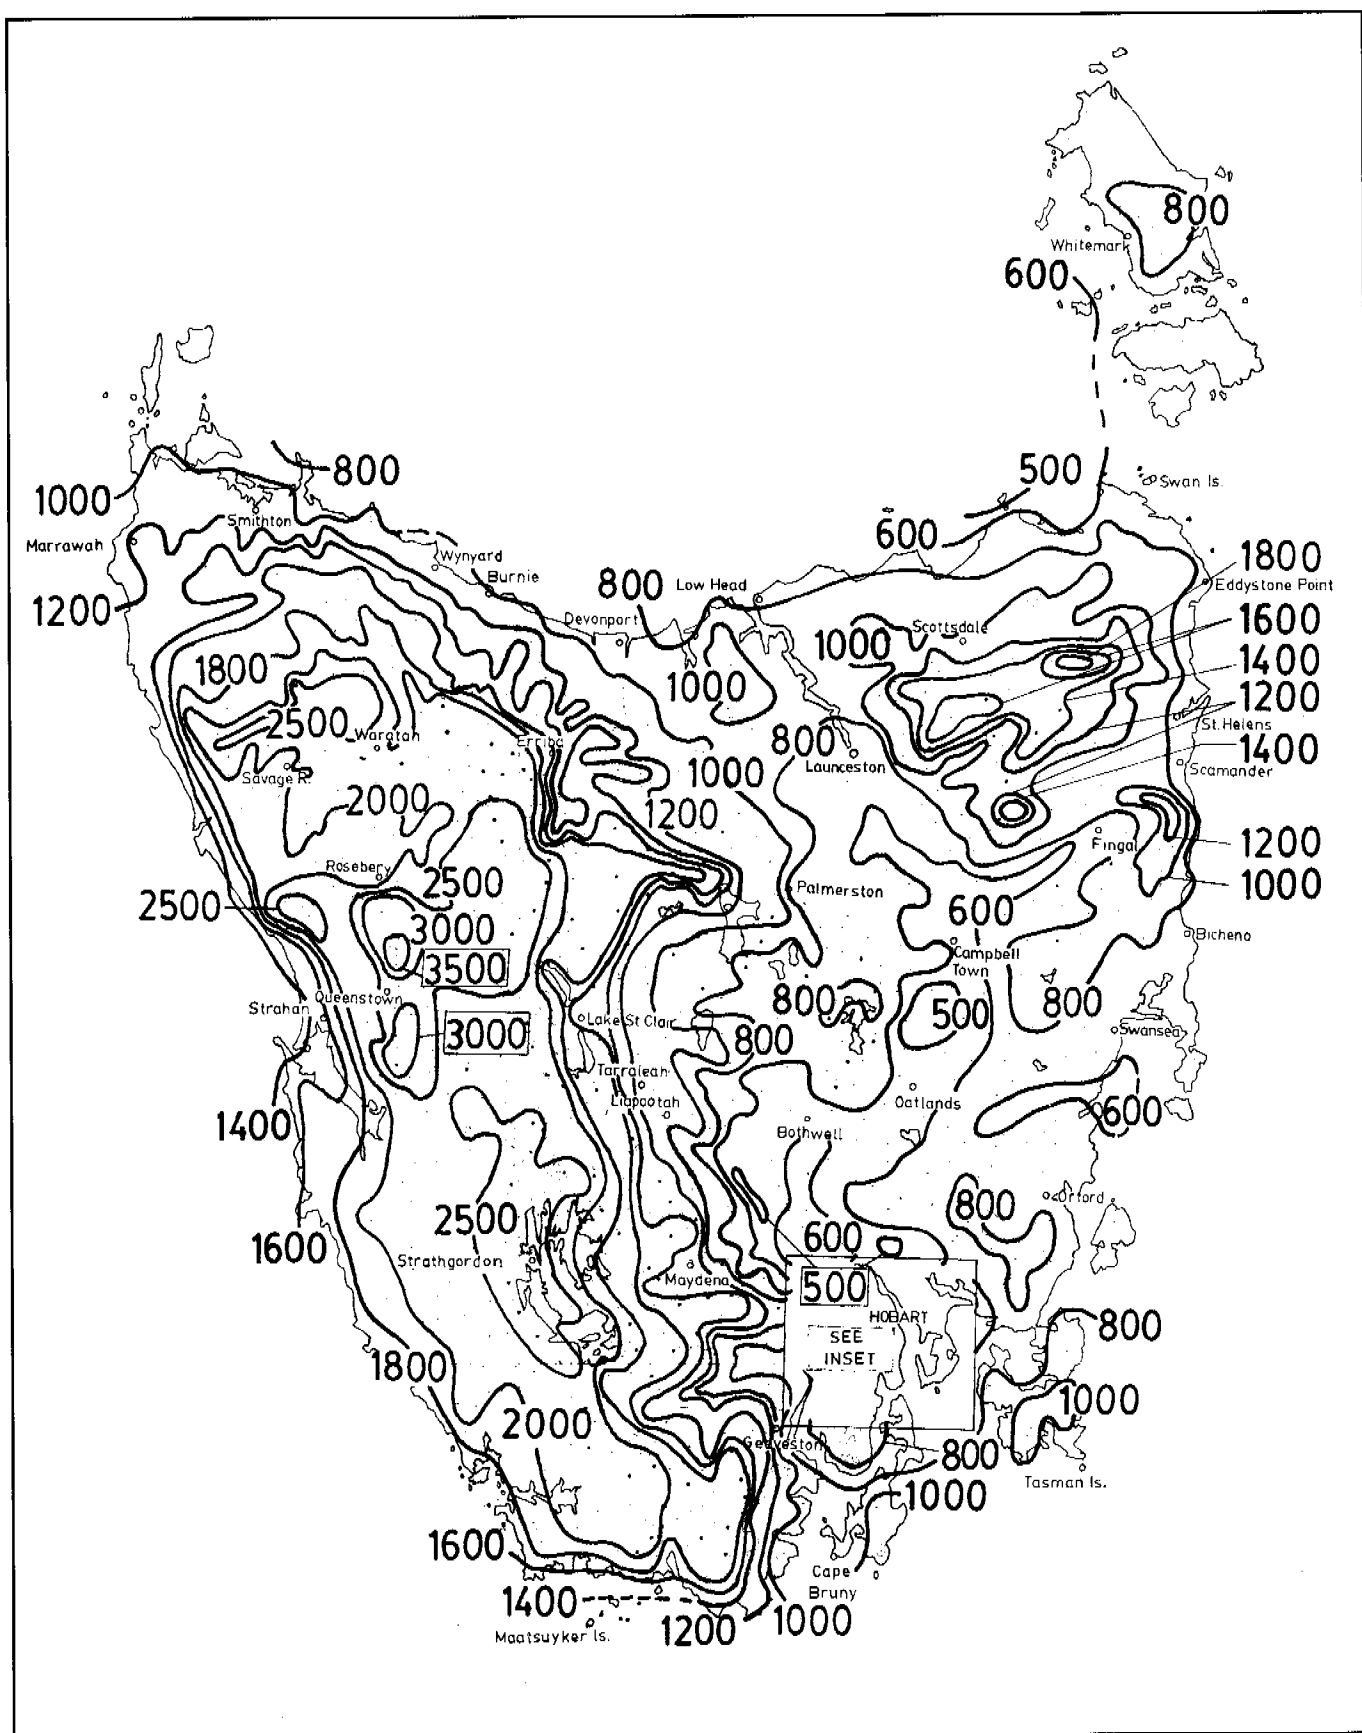 800
Whitemark
600
800
500
Swan Is.
1000
Smithton
600
Marrawah
Wynyard
1800
Burnie
800
Low Head
Eddystone Point
1200
Devonport
1600
Scottsdale
1000
1800
1400
1000
1200
2500
Waratah
St. Helens
Erriba
800
1400
Launceston
Savage R.
1000
Scamander
2000
1200
Fingal
1200
Rosebery
2500
1000
Palmerston
2500
600
3000
Bicheno
Campbell
Town
3500
Queenstown
800
800
Strahan
Lake St Clair
500
Swansea
3000
800
Tarraleah
Liapootah
Oatlands
600
1400
Bothwell
800
Orford
2500
600
1600
Strathgordon
Maydena
500
HOBART
SEE
INSET
800
1800
1000
2000
Geeveston
800
Tasman Is.
1000
1600
Cape
Bruny
1400
1200
1000
Maatsuyker Is.